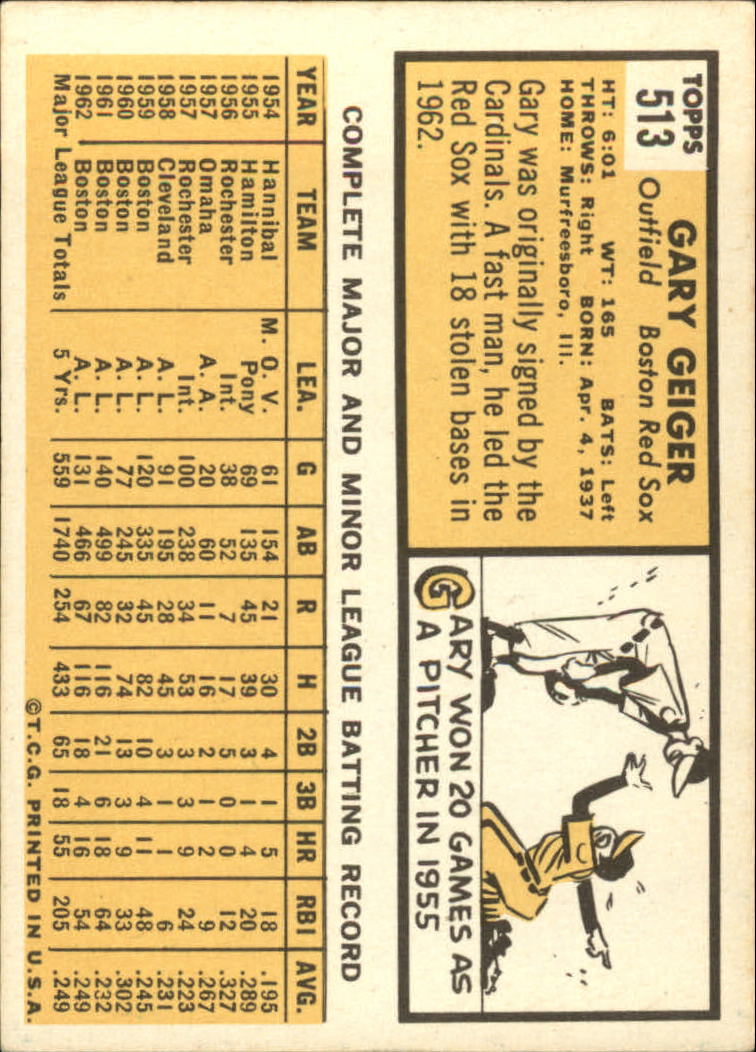 TOPPS
513
GARY GEIGER
Outfield Boston Red Sox
HT: 6:01 WT: 165 BATS: Left
THROWS: Right BORN: Apr. 4, 1937
HOME: Murfreesboro, Ill.
Gary was originally signed by the
Cardinals. A fast man, he led the
Red Sox with 18 stolen bases in
1962.
GARY WON 20 GAMES AS
A PITCHER IN 1955
COMPLETE MAJOR AND MINOR LEAGUE BATTING RECORD
YEAR TEAM LEA. G AB R H 2B 3B HR RBI AVG.
1954 Hannibal M. O. V. 61 154 21 30 4 1 5 18 .195
1955 Hamilton Pony 69 135 45 39 3 1 4 20 .289
1956 Rochester Int. 38 52 7 17 5 0 0 12 .327
1957 Omaha A. A. 20 60 11 16 2 1 2 9 .267
1957 Rochester Int. 100 238 34 53 3 3 9 24 .223
1958 Cleveland A. L. 91 195 28 45 3 1 1 6 .231
1959 Boston A. L. 120 335 45 82 10 4 11 48 .245
1960 Boston A. L. 77 245 32 74 13 3 9 33 .302
1961 Boston A. L. 140 499 82 116 21 6 18 64 .232
1962 Boston A. L. 131 466 67 116 18 4 16 54 .249
Major League Totals 5 Yrs. 559 1740 254 433 65 18 55 205 .249
©T.C.G. PRINTED IN U.S.A.